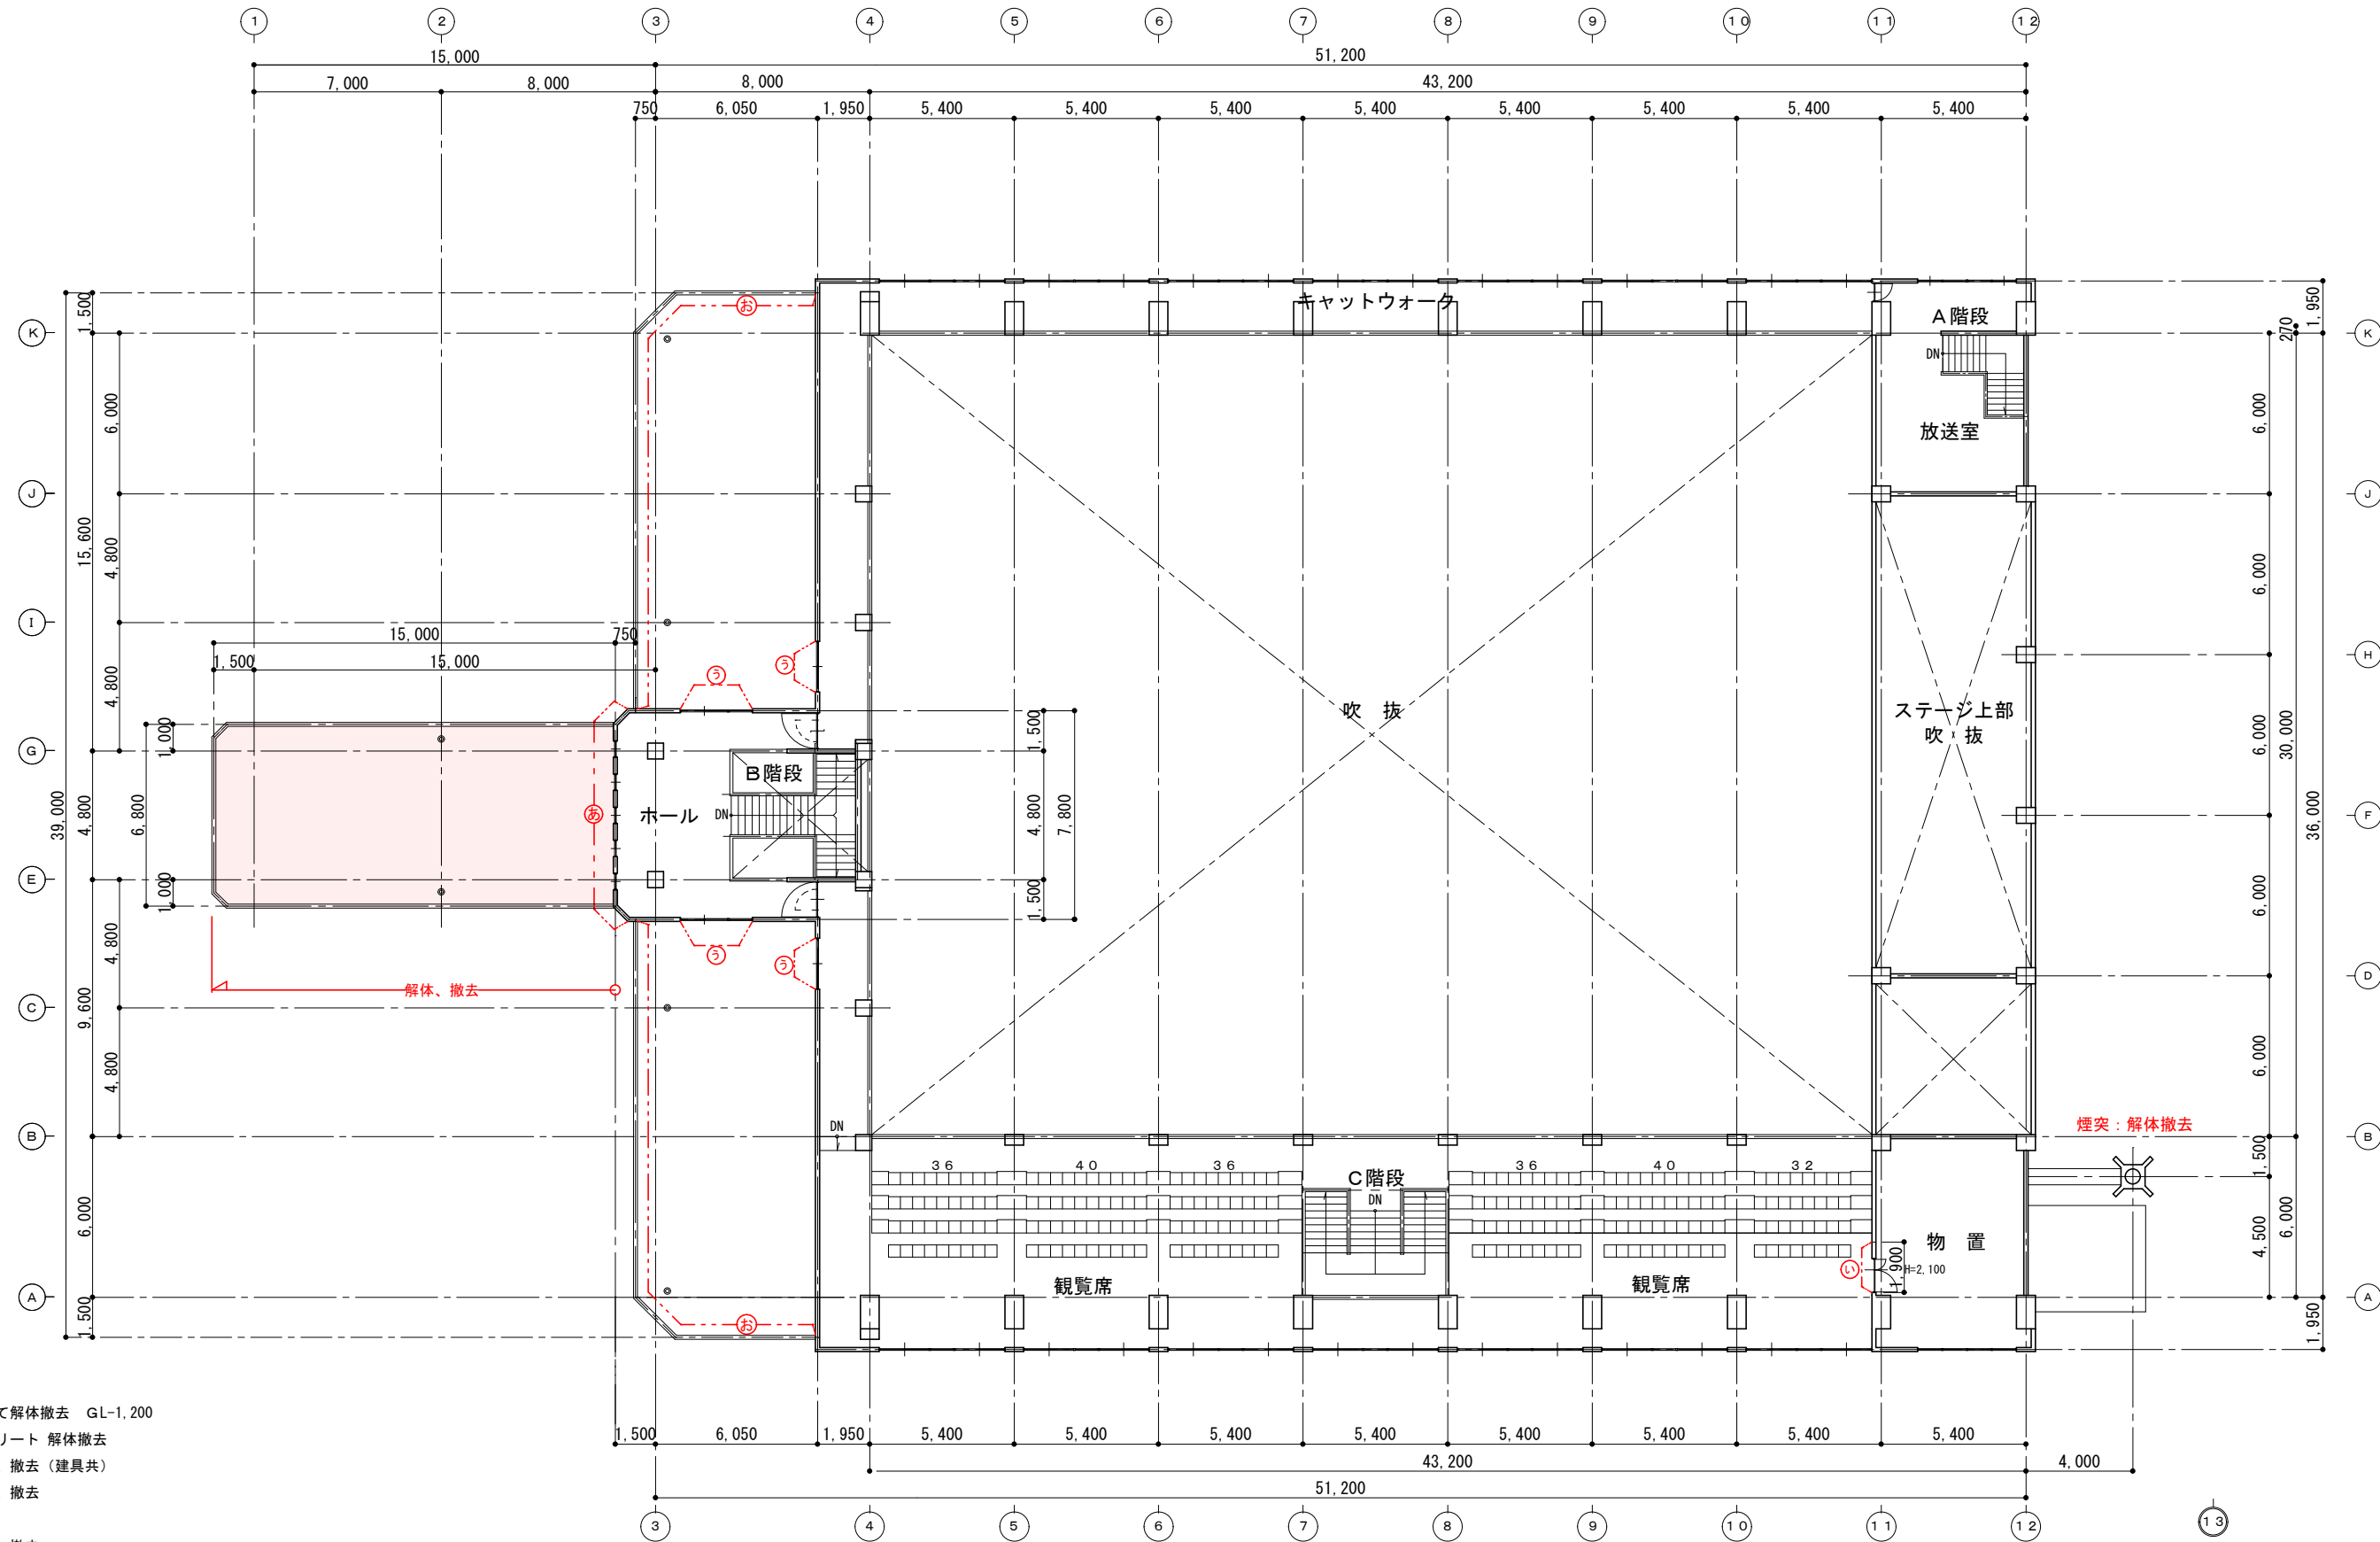 1 2 3 4 5 6 7 8 9 10 11 12
15,000 51,200
7,000 8,000 8,000 43,200
750 6,050 1,950 5,400 5,400 5,400 5,400 5,400 5,400 5,400 5,400
お キャットウォーク A階段
K 1,500 270 1,950 K
DN
6,000 6,000
放送室
J J
15,600 4,800 6,000
I
15,000 750
1,500 15,000 う う H
4,800
吹 抜 ステージ上部
吹 抜
1,000 1,500 6,000 30,000
G
B階段
39,000 4,800 6,800 あ ホール DN 4,800 7,800 36,000 F
E
1,000 1,500 6,000
う う
4,800 D
解体、撤去
C
9,600 6,000
4,800
煙突:解体撤去
B DN B
36 40 36 36 40 32
C階段
DN
1,500
6,000 4,500 6,000
物 置
い 1,900 H=2,100
観覧席 観覧席
A A
1,500 お 1,950
て解体撤去 GL-1,200
リート 解体撤去
撤去(建具共)
撤去
1,500 6,050 1,950 5,400 5,400 5,400 5,400 5,400 5,400 5,400 5,400
43,200 4,000
51,200
3 4 5 6 7 8 9 10 11 12 13